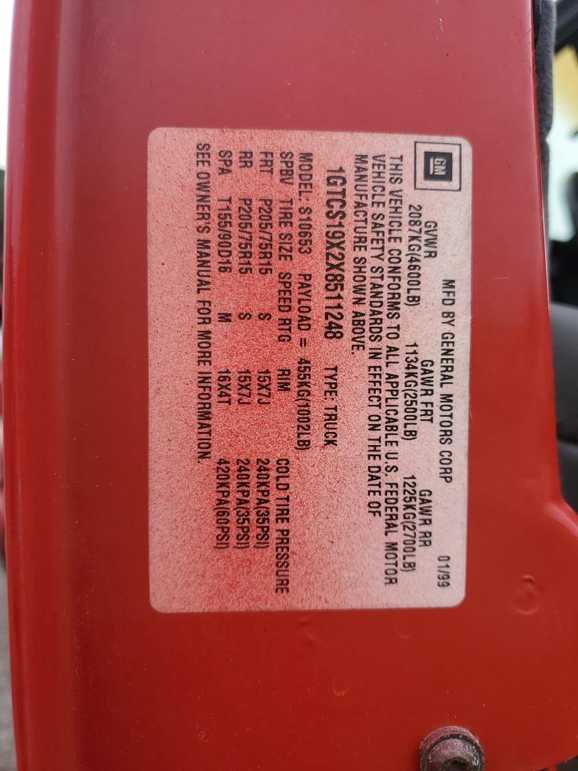 GM
MFD BY GENERAL MOTORS CORP 01/99
GVWR GAWR FRT GAWR RR
2087KG(4600LB) 1134KG(2500LB) 1225KG(2700LB)
THIS VEHICLE CONFORMS TO ALL APPLICABLE U.S. FEDERAL MOTOR
VEHICLE SAFETY STANDARDS IN EFFECT ON THE DATE OF
MANUFACTURE SHOWN ABOVE.
1GTCS19X2X8511248 TYPE: TRUCK
MODEL: S10653 PAYLOAD = 455KG(1002LB)
SPBV TIRE SIZE SPEED RTG RIM COLD TIRE PRESSURE
FRT P205/75R15 S 15X7J 240KPA(35PSI)
RR P205/75R15 S 15X7J 240KPA(35PSI)
SPA T155/90D16 M 16X4T 420KPA(60PSI)
SEE OWNER'S MANUAL FOR MORE INFORMATION.